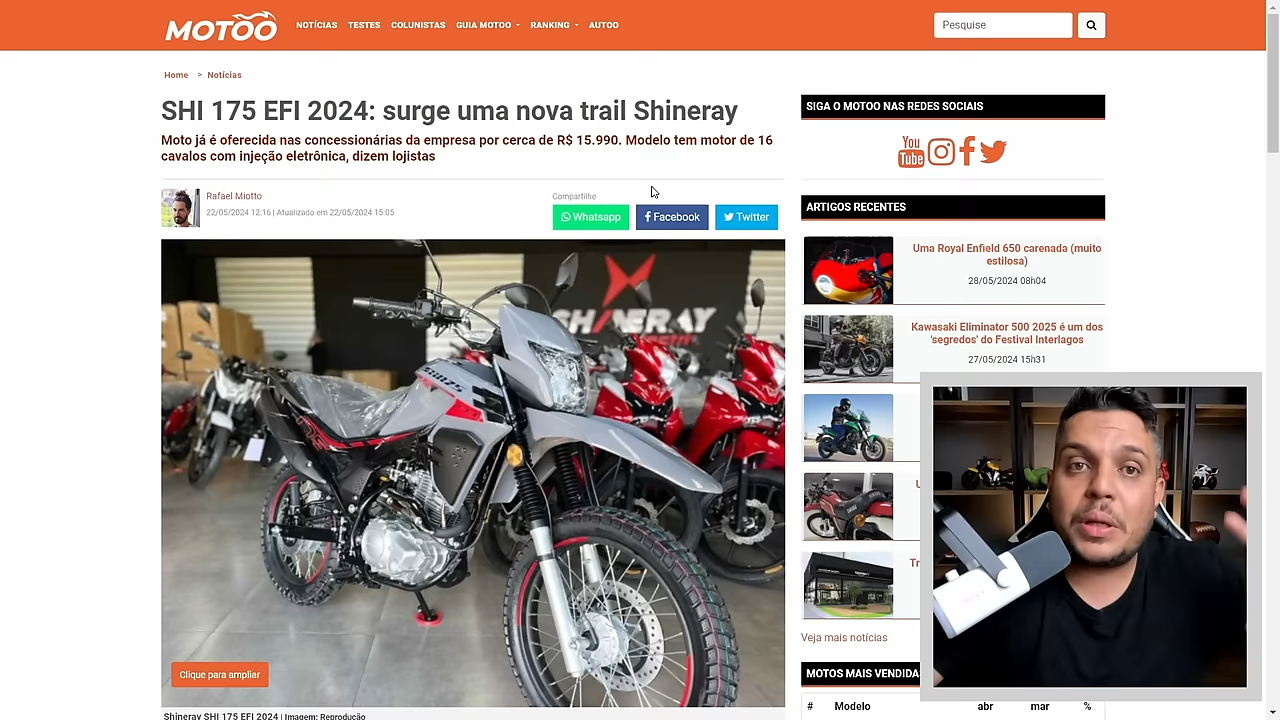 MOTOO
NOTÍCIAS TESTES COLUNISTAS GUIA MOTOO RANKING AUTOO
Pesquise
Home > Notícias
SHI 175 EFI 2024: surge uma nova trail Shineray
Moto já é oferecida nas concessionárias da empresa por cerca de R$ 15.990. Modelo tem motor de 16
cavalos com injeção eletrônica, dizem lojistas
Rafael Miotto
22/05/2024 12:16 | Atualizado em 22/05/2024 15:05
Compartilhe
Whatsapp Facebook Twitter
SHINERAY
Clique para ampliar
Shineray SHI 175 EFI 2024 | Imagem: Reprodução
SIGA O MOTOO NAS REDES SOCIAIS
You
Tube
ARTIGOS RECENTES
Uma Royal Enfield 650 carenada (muito
estilosa)
28/05/2024 08h04
Kawasaki Eliminator 500 2025 é um dos
'segredos' do Festival Interlagos
27/05/2024 15h31
Veja mais notícias
MOTOS MAIS VENDIDA
# Modelo abr mar %